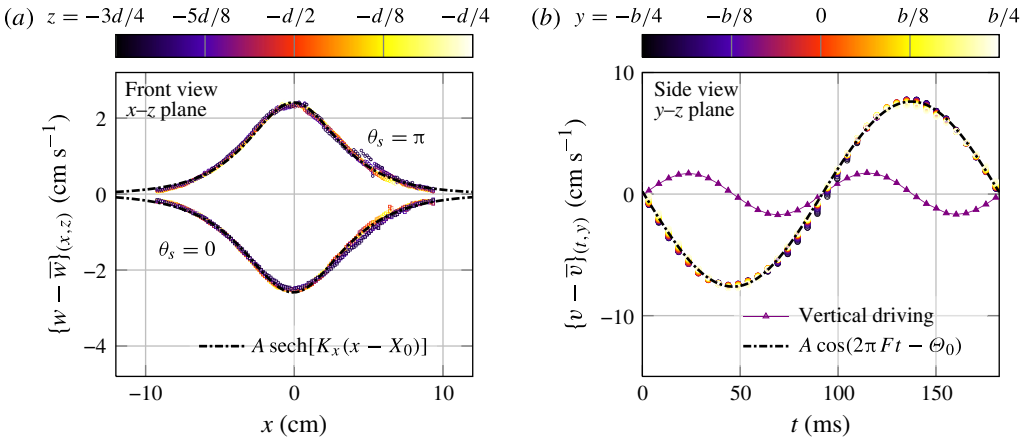 (a) z = −3d/4 −5d/8 −d/2 −d/8 −d/4
Front view
x–z plane
θs = π
θs = 0
A sech[Kx(x − X0)]
2
0
−2
−4
−10 0 10
x (cm)
{w − w̅}(x,z) (cm s−1)
(b) y = −b/4 −b/8 0 b/8 b/4
Side view
y–z plane
Vertical driving
A cos(2π Ft − Θ0)
10
0
−10
0 50 100 150
t (ms)
{v − v̅}(t,y) (cm s−1)